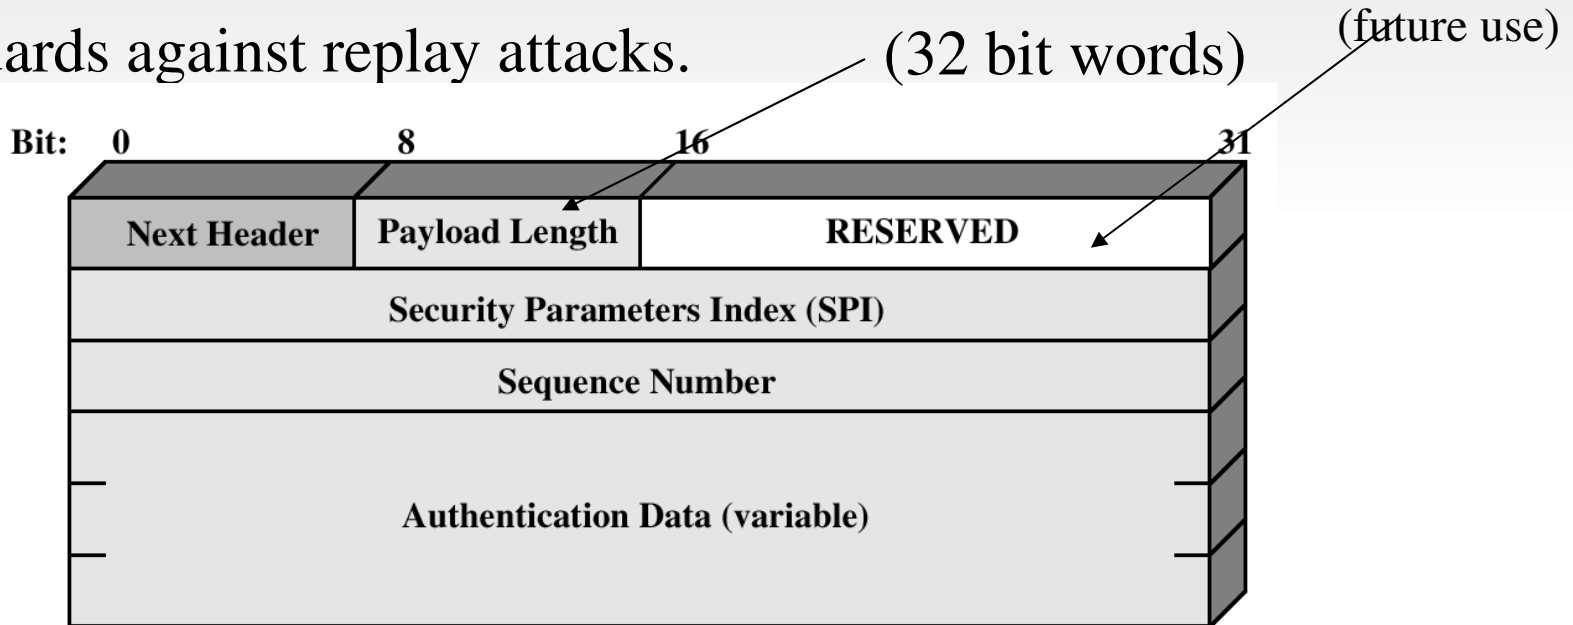 (future use)
against replay attacks. (32 bit words)
Bit: 0 8 16 31
Next Header Payload Length RESERVED
Security Parameters Index (SPI)
Sequence Number
Authentication Data (variable)